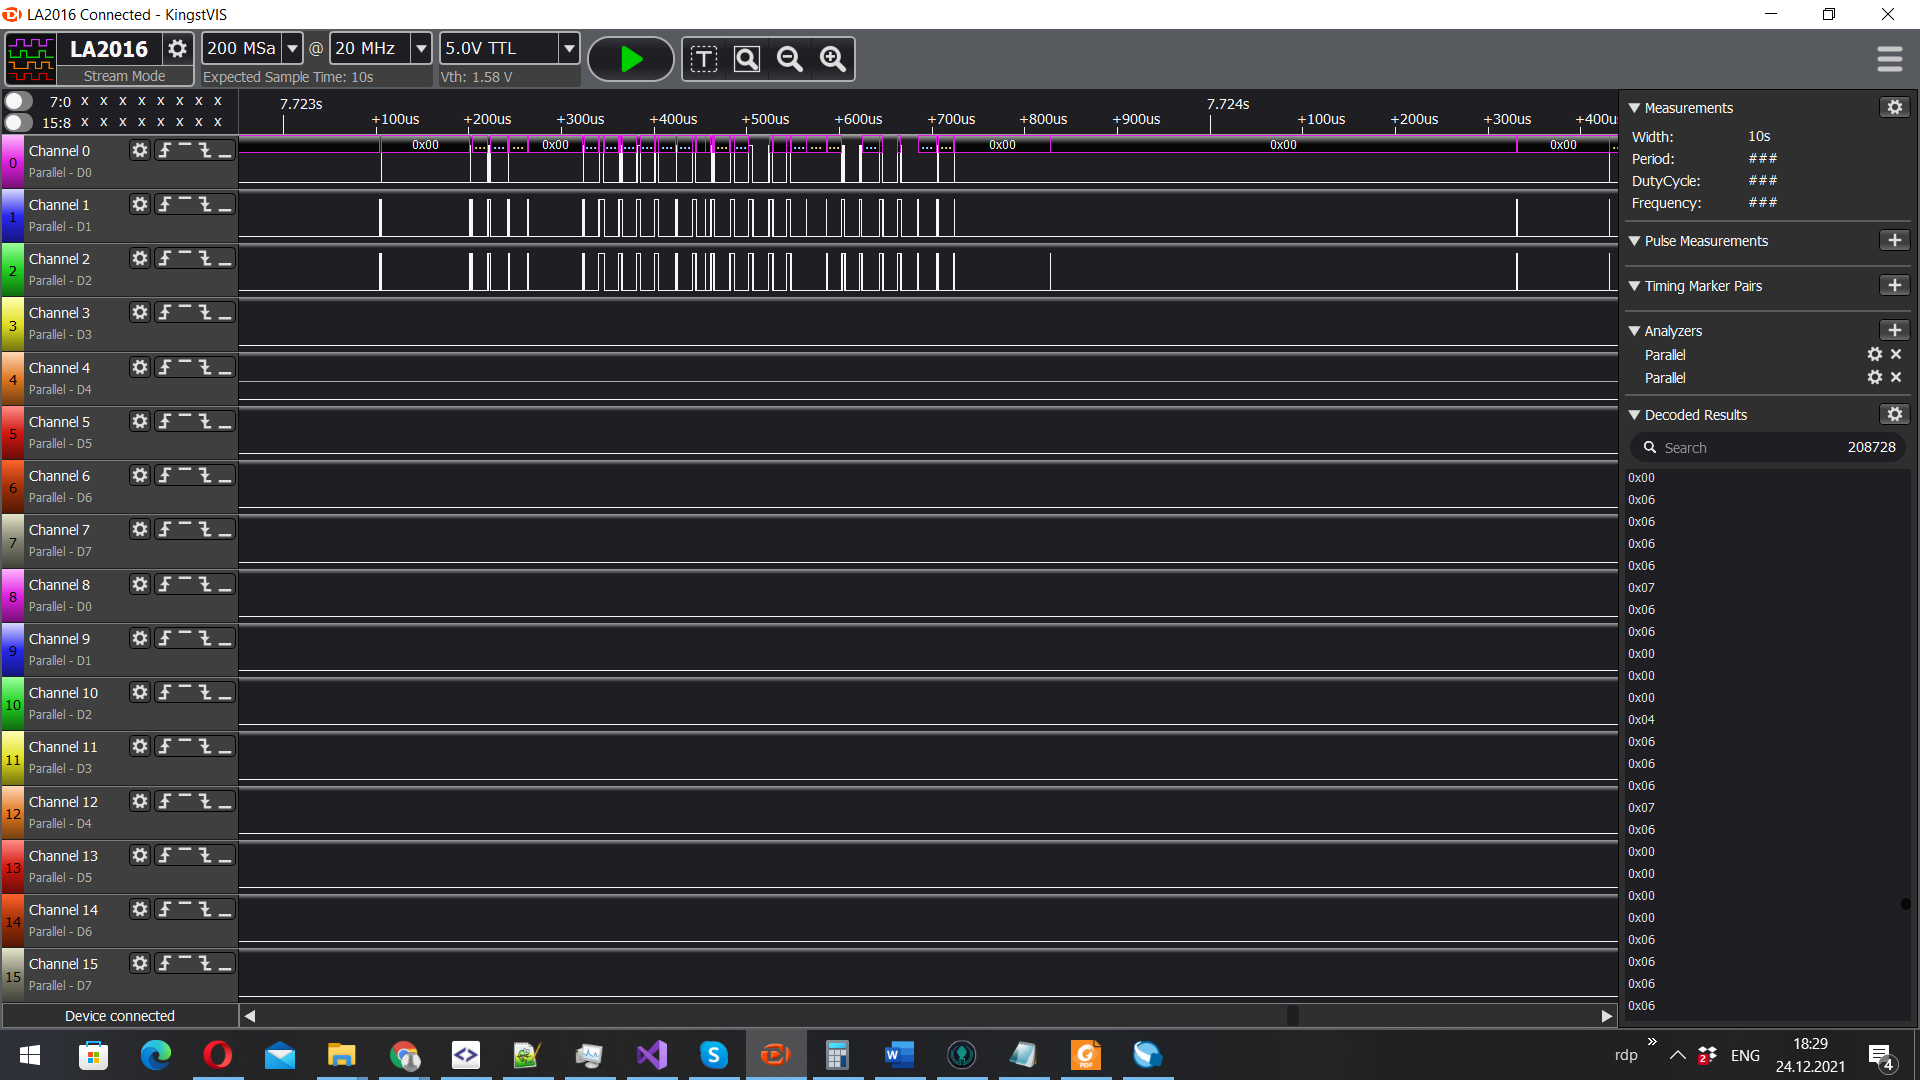 LA2016 Connected - KingstVIS
LA2016
Stream Mode
200 MSa @ 20 MHz 5.0V TTL
Expected Sample Time: 10s Vth: 1.58 V
T
7:0 X X X X X X X X
15:8 X X X X X X X X
7.723s 7.724s
+100us +200us +300us +400us +500us +600us +700us +800us +900us +100us +200us +300us +400us
0 Channel 0
Parallel - D0
0x00 ... ... ... 0x00 ... ... ... ... ... ... ... ... ... ... ... ... ... ... 0x00 0x00 0x00
1 Channel 1
Parallel - D1
2 Channel 2
Parallel - D2
3 Channel 3
Parallel - D3
4 Channel 4
Parallel - D4
5 Channel 5
Parallel - D5
6 Channel 6
Parallel - D6
7 Channel 7
Parallel - D7
8 Channel 8
Parallel - D0
9 Channel 9
Parallel - D1
10 Channel 10
Parallel - D2
11 Channel 11
Parallel - D3
12 Channel 12
Parallel - D4
13 Channel 13
Parallel - D5
14 Channel 14
Parallel - D6
15 Channel 15
Parallel - D7
Device connected
Measurements
Width: 10s
Period: ###
DutyCycle: ###
Frequency: ###
Pulse Measurements
Timing Marker Pairs
Analyzers
Parallel
Parallel
Decoded Results
Search 208728
0x00
0x06
0x06
0x06
0x06
0x07
0x06
0x06
0x00
0x00
0x00
0x04
0x06
0x06
0x06
0x07
0x06
0x00
0x00
0x00
0x00
0x06
0x06
0x06
0x06
rdp
2
ENG
18:29
24.12.2021
4
PDF